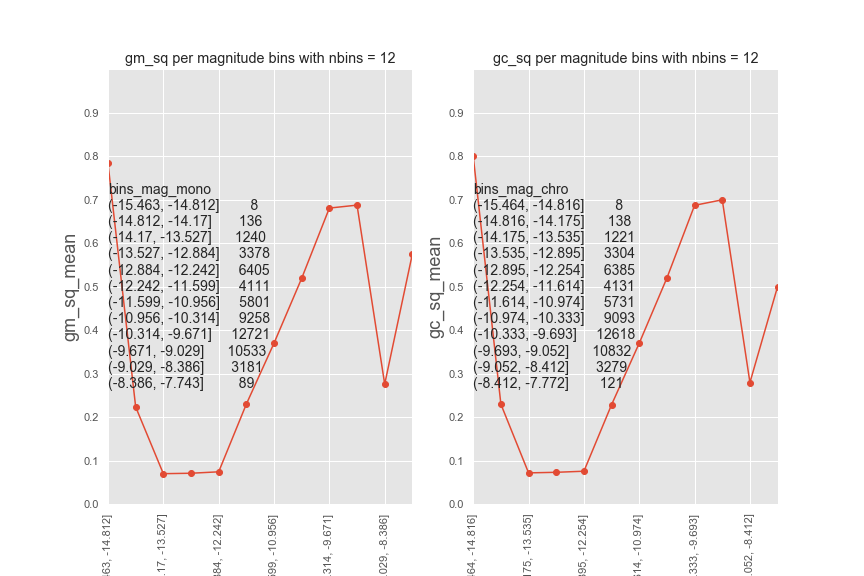 gm_sq per magnitude bins with nbins = 12
gm_sq_mean
0.9
0.8
0.7
0.6
0.5
0.4
0.3
0.2
0.1
0.0
bins_mag_mono
(-15.463, -14.812] 8
(-14.812, -14.17] 136
(-14.17, -13.527] 1240
(-13.527, -12.884] 3378
(-12.884, -12.242] 6405
(-12.242, -11.599] 4111
(-11.599, -10.956] 5801
(-10.956, -10.314] 9258
(-10.314, -9.671] 12721
(-9.671, -9.029] 10533
(-9.029, -8.386] 3181
(-8.386, -7.743] 89
463, -14.812]
.17, -13.527]
384, -12.242]
599, -10.956]
.314, -9.671]
.029, -8.386]
gc_sq per magnitude bins with nbins = 12
gc_sq_mean
0.9
0.8
0.7
0.6
0.5
0.4
0.3
0.2
0.1
0.0
bins_mag_chro
(-15.464, -14.816] 8
(-14.816, -14.175] 138
(-14.175, -13.535] 1221
(-13.535, -12.895] 3304
(-12.895, -12.254] 6385
(-12.254, -11.614] 4131
(-11.614, -10.974] 5731
(-10.974, -10.333] 9093
(-10.333, -9.693] 12618
(-9.693, -9.052] 10832
(-9.052, -8.412] 3279
(-8.412, -7.772] 121
464, -14.816]
175, -13.535]
395, -12.254]
614, -10.974]
.333, -9.693]
.052, -8.412]